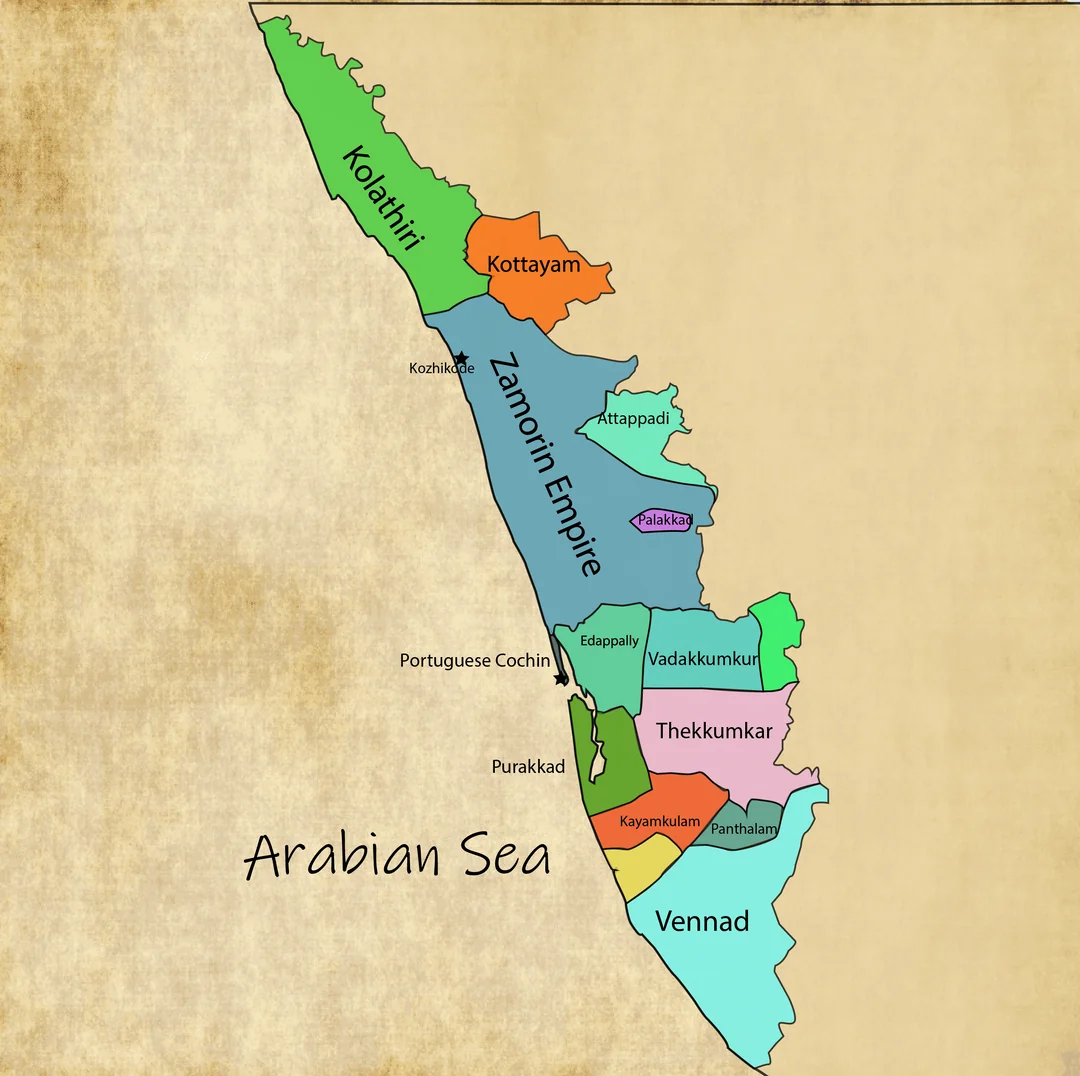 Kolathiri
Kottayam
Kozhikode
Zamorin Empire
Attappadi
Palakkad
Edappally
Portuguese Cochin
Vadakkumkur
Thekkumkar
Purakkad
Kayamkulam
Panthalam
Arabian Sea
Vennad